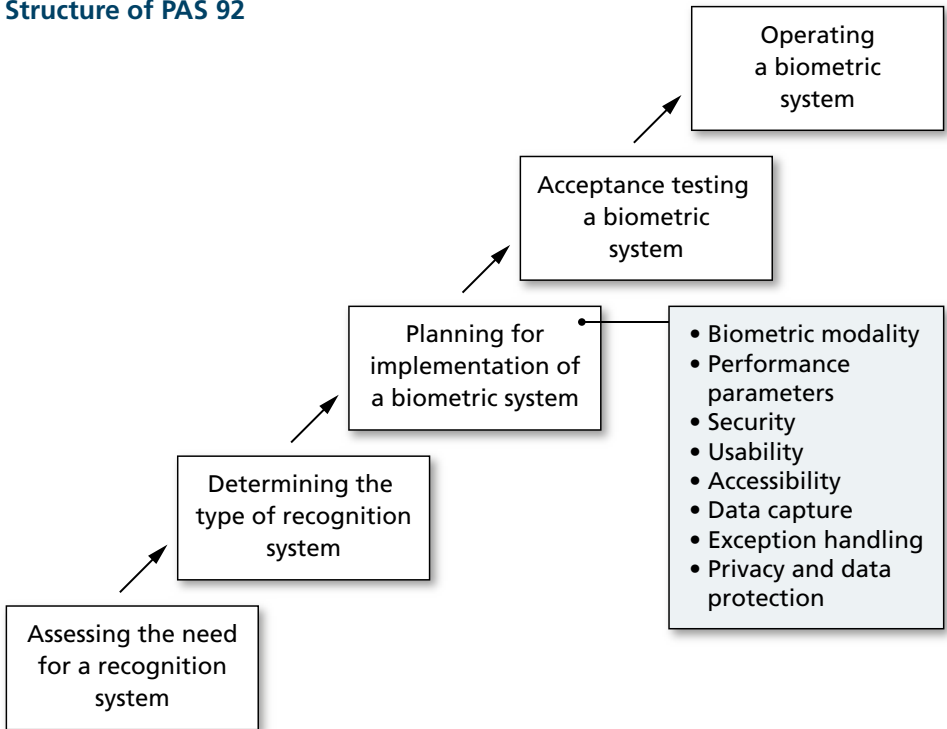 Structure of PAS 92
Operating
a biometric
system
Acceptance testing
a biometric
system
Planning for
implementation of
a biometric system
• Biometric modality
• Performance
parameters
• Security
• Usability
• Accessibility
• Data capture
• Exception handling
• Privacy and data
protection
Determining the
type of recognition
system
Assessing the need
for a recognition
system